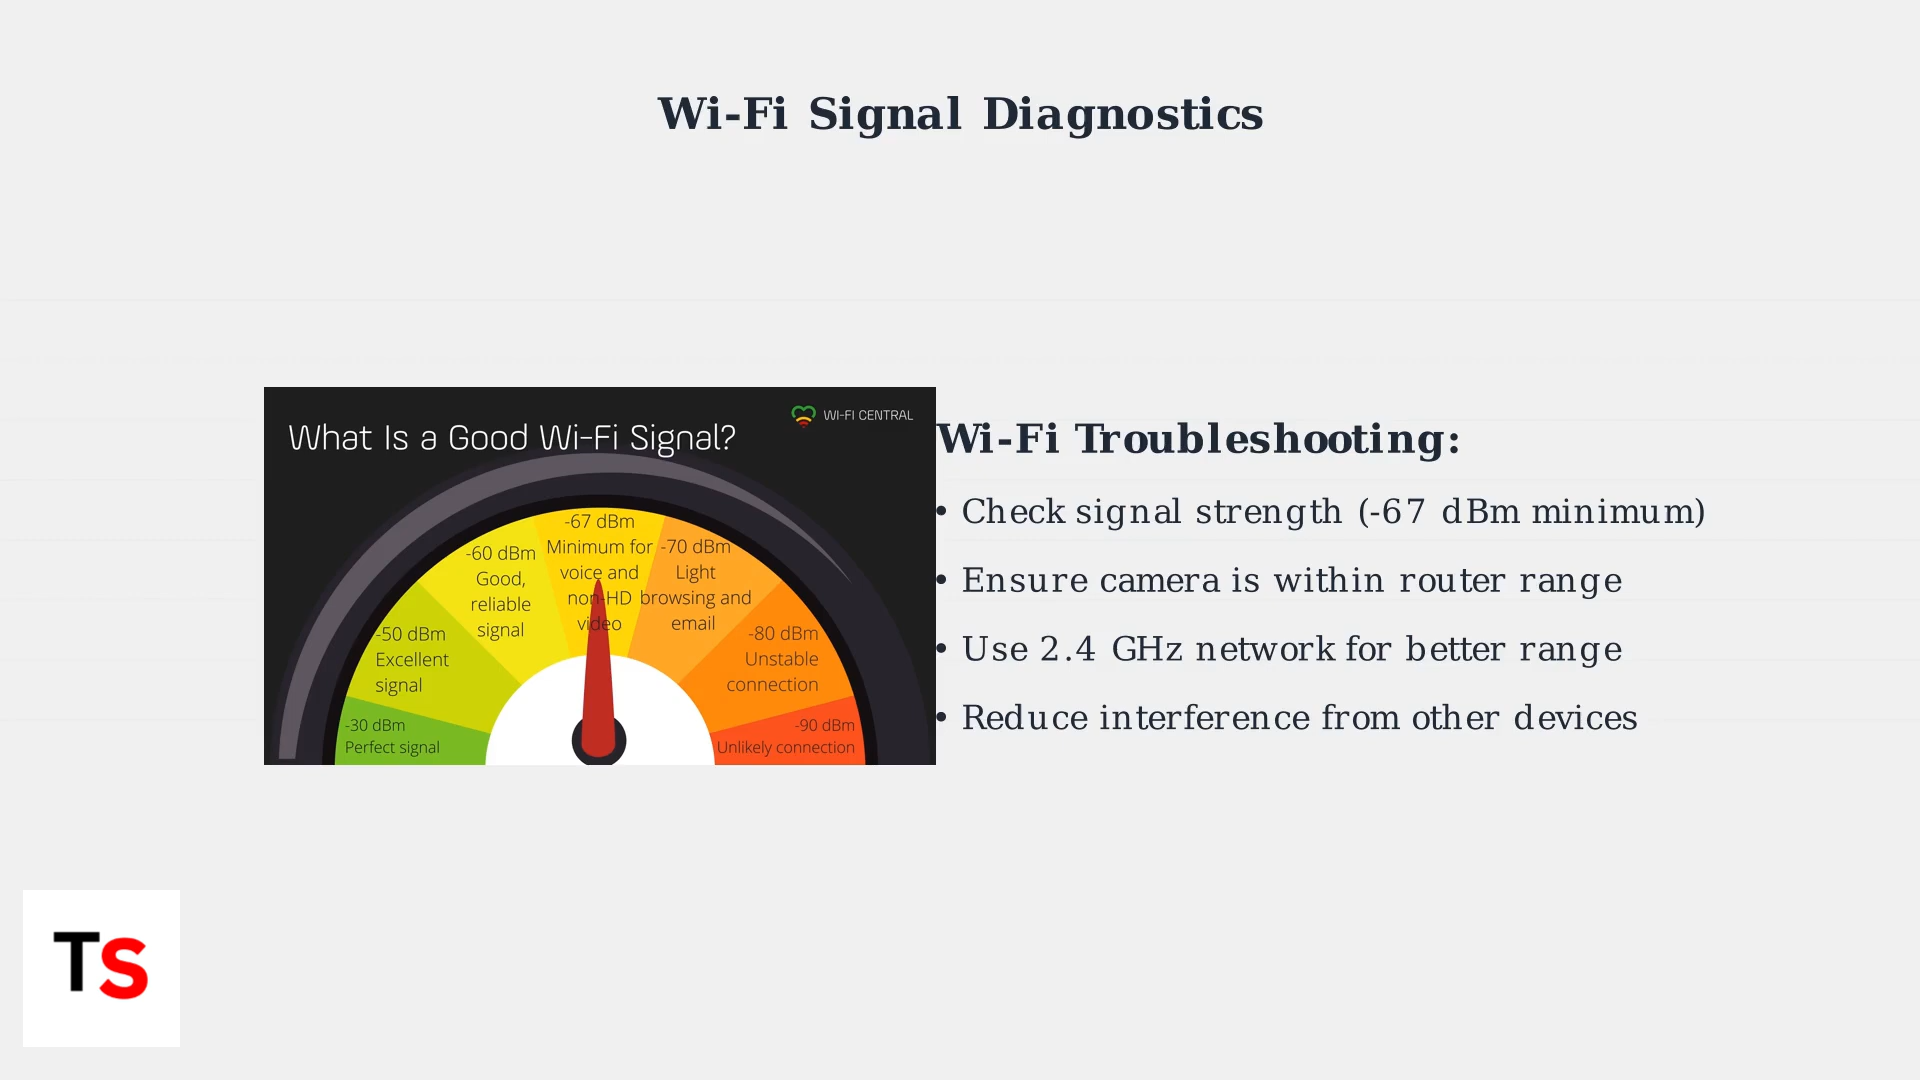 Wi-Fi Signal Diagnostics
What Is a Good Wi-Fi Signal?
WI-FI CENTRAL
-30 dBm
Perfect signal
-50 dBm
Excellent
signal
-60 dBm
Good,
reliable
signal
-67 dBm
Minimum for
voice and
non-HD
video
-70 dBm
Light
browsing and
email
-80 dBm
Unstable
connection
-90 dBm
Unlikely connection
Wi-Fi Troubleshooting:
• Check signal strength (-67 dBm minimum)
• Ensure camera is within router range
• Use 2.4 GHz network for better range
• Reduce interference from other devices
TS